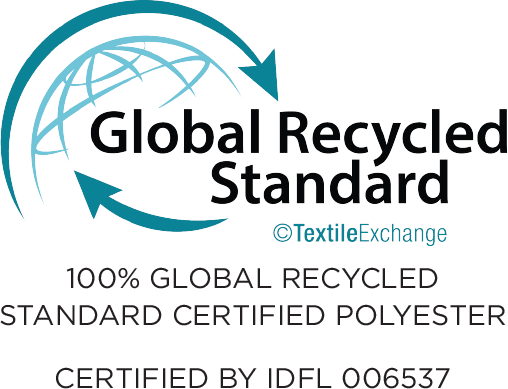 Global Recycled
Standard
©TextileExchange
100% GLOBAL RECYCLED
STANDARD CERTIFIED POLYESTER
CERTIFIED BY IDFL 006537